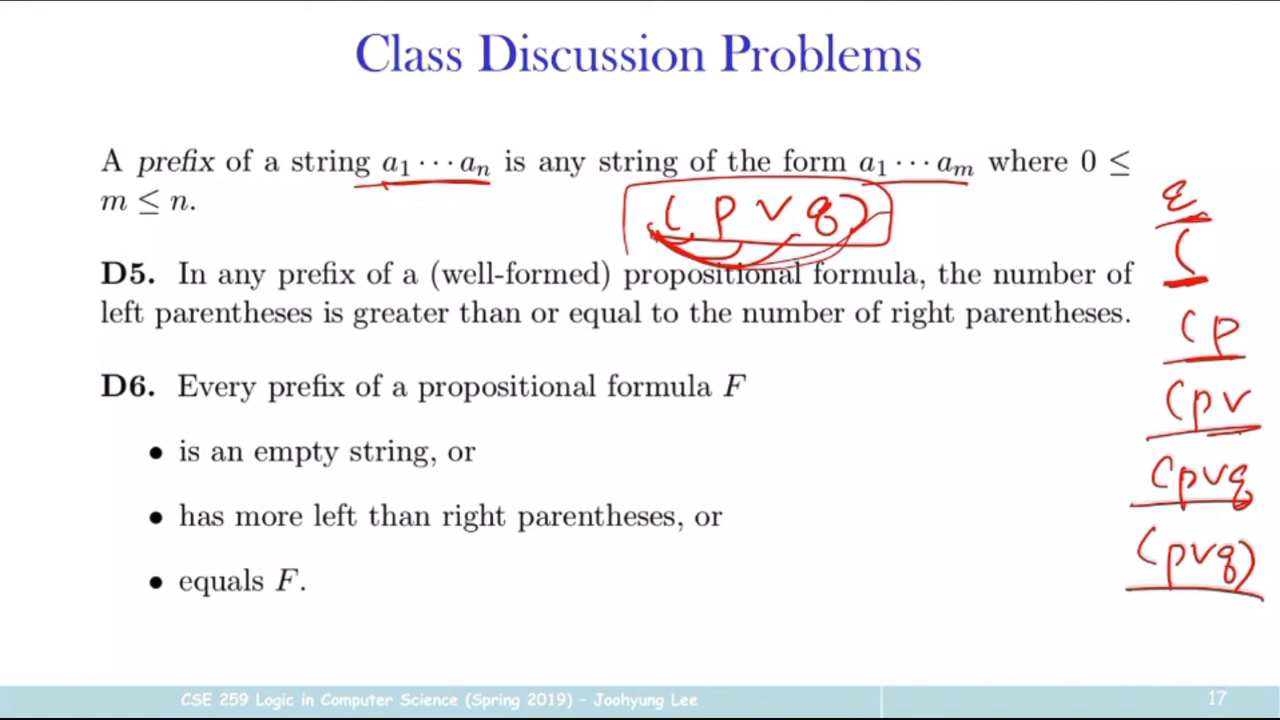 Class Discussion Problems
A prefix of a string a₁ ⋯ aₙ is any string of the form a₁ ⋯ aₘ where 0 ≤
m ≤ n.
( p ∨ q )
D5. In any prefix of a (well-formed) propositional formula, the number of
left parentheses is greater than or equal to the number of right parentheses.
D6. Every prefix of a propositional formula F
• is an empty string, or
• has more left than right parentheses, or
• equals F.
ε
(
(p
(p∨
(p∨q
(p∨q)
CSE 259 Logic in Computer Science (Spring 2019) - Joohyung Lee
17